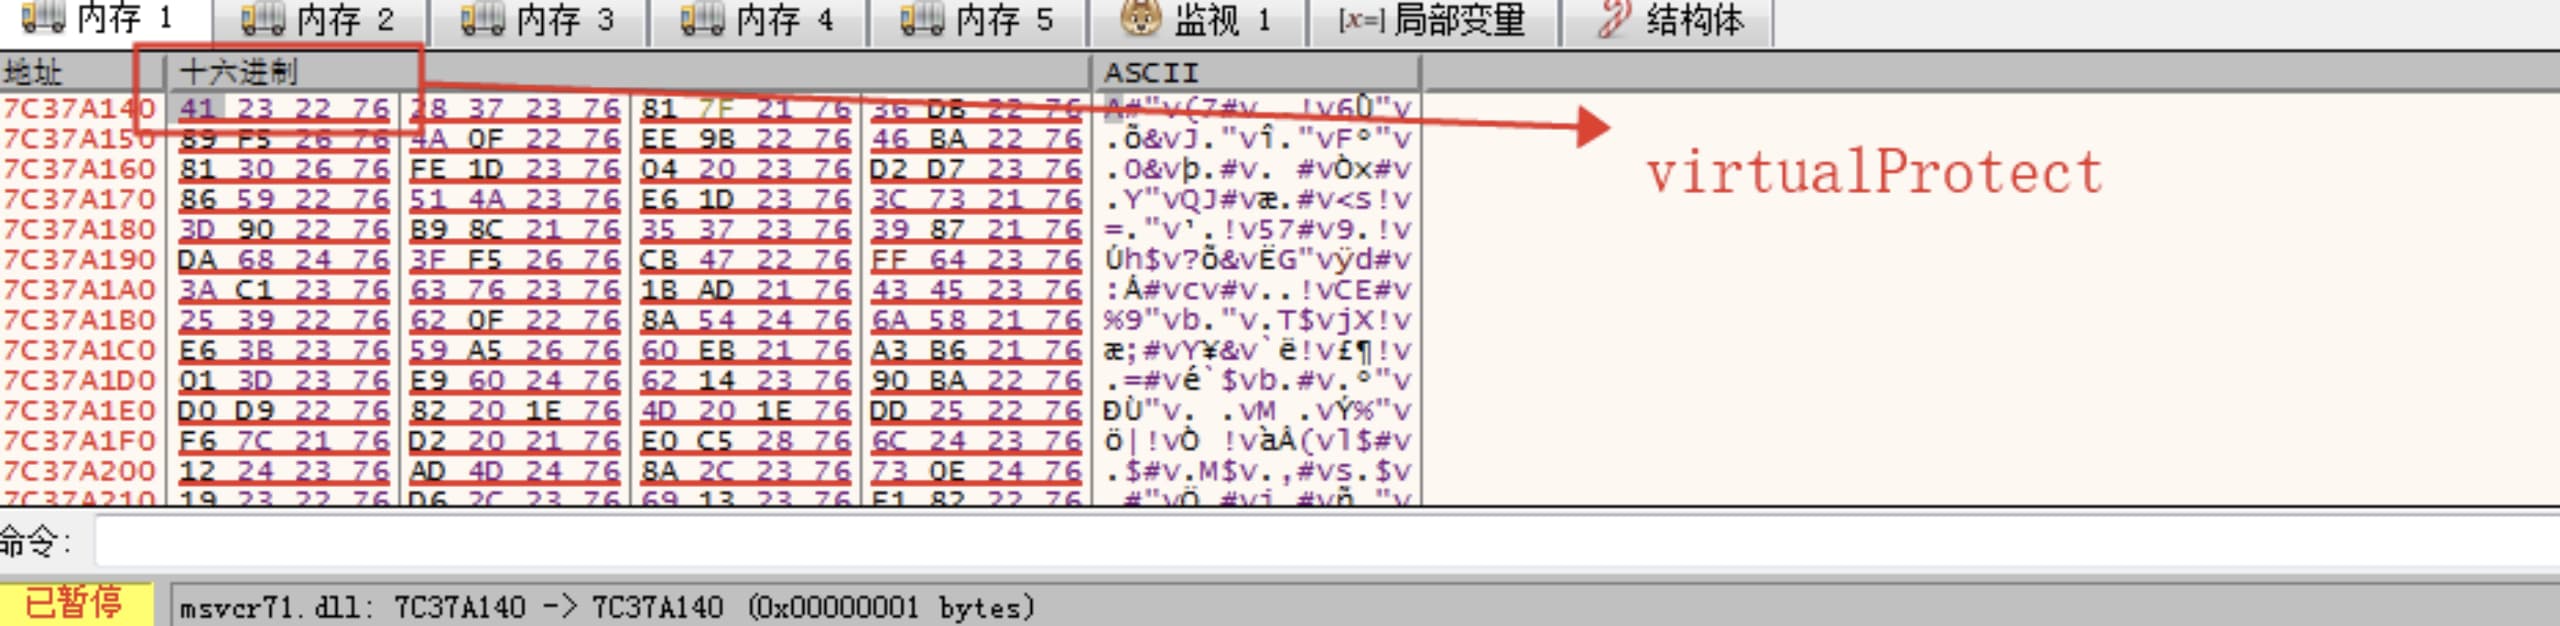 内存 1 内存 2 内存 3 内存 4 内存 5 监视 1 [x=]局部变量 结构体
地址 十六进制 ASCII
7C37A140 41 23 22 76 28 37 23 76 81 7F 21 76 36 DB 22 76 A#"v(7#v..!v6Û"v
7C37A150 89 F5 26 76 4A 0F 22 76 EE 9B 22 76 46 BA 22 76 .õ&vJ."vî."vFº"v
virtualProtect
7C37A160 81 30 26 76 FE 1D 23 76 04 20 23 76 D2 D7 23 76 .0&vþ.#v. #vÒ×#v
7C37A170 86 59 22 76 51 4A 23 76 E6 1D 23 76 3C 73 21 76 .Y"vQJ#væ.#v<s!v
7C37A180 3D 90 22 76 B9 8C 21 76 35 37 23 76 39 87 21 76 =."v¹.!v57#v9.!v
7C37A190 DA 68 24 76 3F F5 26 76 CB 47 22 76 FF 64 23 76 Úh$v?õ&vËG"vÿd#v
7C37A1A0 3A C1 23 76 63 76 23 76 1B AD 21 76 43 45 23 76 :Á#vcv#v..!vCE#v
7C37A1B0 25 39 22 76 62 0F 22 76 8A 54 24 76 6A 58 21 76 %9"vb."v.T$vjX!v
7C37A1C0 E6 3B 23 76 59 A5 26 76 60 EB 21 76 A3 B6 21 76 æ;#vY¥&v`ë!v£¶!v
7C37A1D0 01 3D 23 76 E9 60 24 76 62 14 23 76 90 BA 22 76 .=#vé`$vb.#v.º"v
7C37A1E0 D0 D9 22 76 82 20 1E 76 4D 20 1E 76 DD 25 22 76 ÐÙ"v. .vM .vÝ%"v
7C37A1F0 F6 7C 21 76 D2 20 21 76 E0 C5 28 76 6C 24 23 76 ö|!vÒ !vàÅ(vl$#v
7C37A200 12 24 23 76 AD 4D 24 76 8A 2C 23 76 73 0E 24 76 .$#v.M$v.,#vs.$v
7C37A210 19 23 22 76 D6 2C 23 76 69 13 23 76 F1 82 22 76
命令:
已暂停 msvcr71.dll: 7C37A140 -> 7C37A140 (0x00000001 bytes)